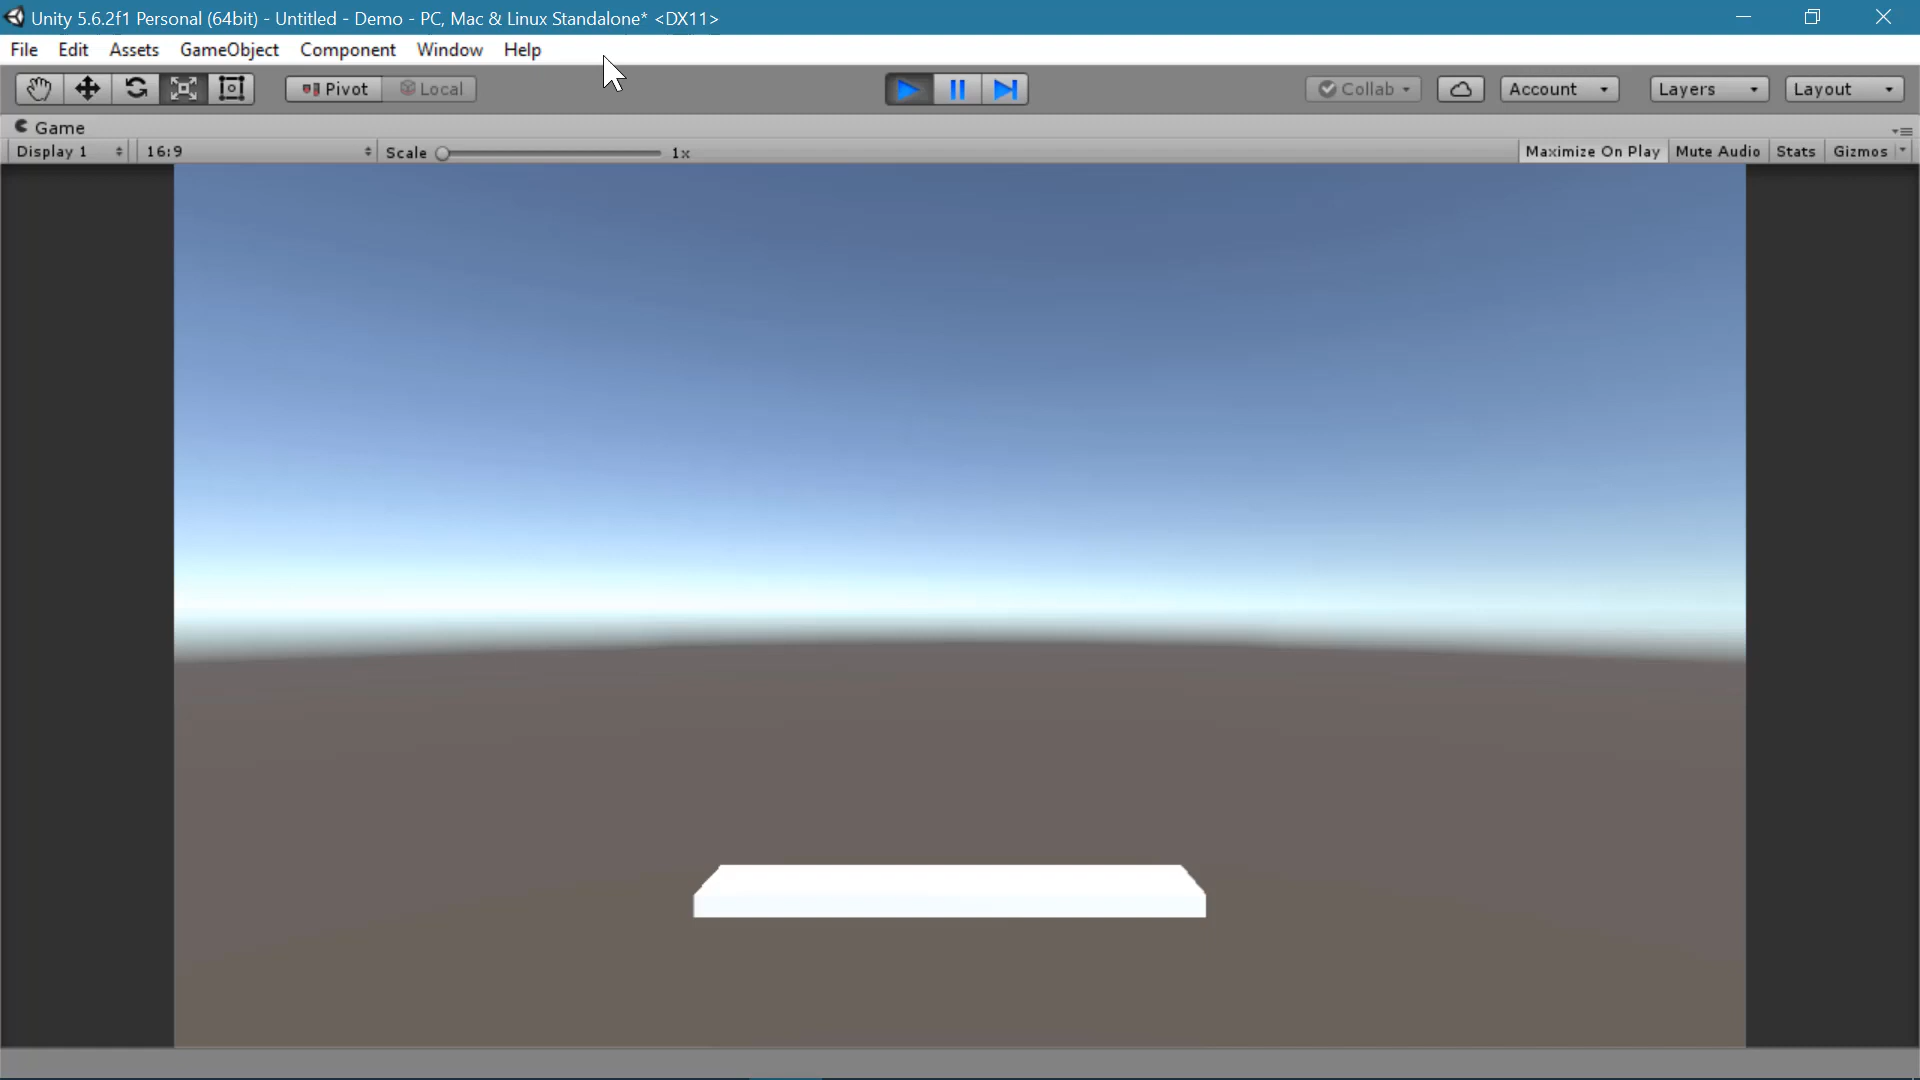 Unity 5.6.2f1 Personal (64bit) - Untitled - Demo - PC, Mac & Linux Standalone* <DX11>
File Edit Assets GameObject Component Window Help
Pivot Local Collab Account Layers Layout
Game
Display 1 16:9 Scale 1x Maximize On Play Mute Audio Stats Gizmos